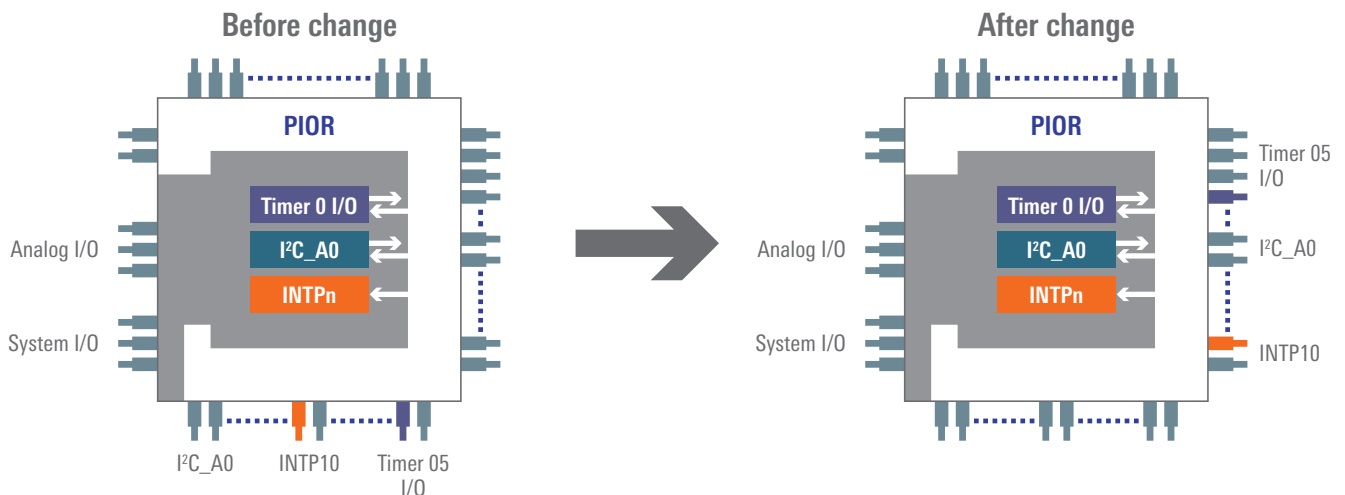 Before change
PIOR
Timer 0 I/O
I²C_A0
INTPn
Analog I/O
System I/O
I²C_A0
INTP10
Timer 05
I/O
After change
PIOR
Timer 0 I/O
I²C_A0
INTPn
Analog I/O
System I/O
Timer 05
I/O
I²C_A0
INTP10